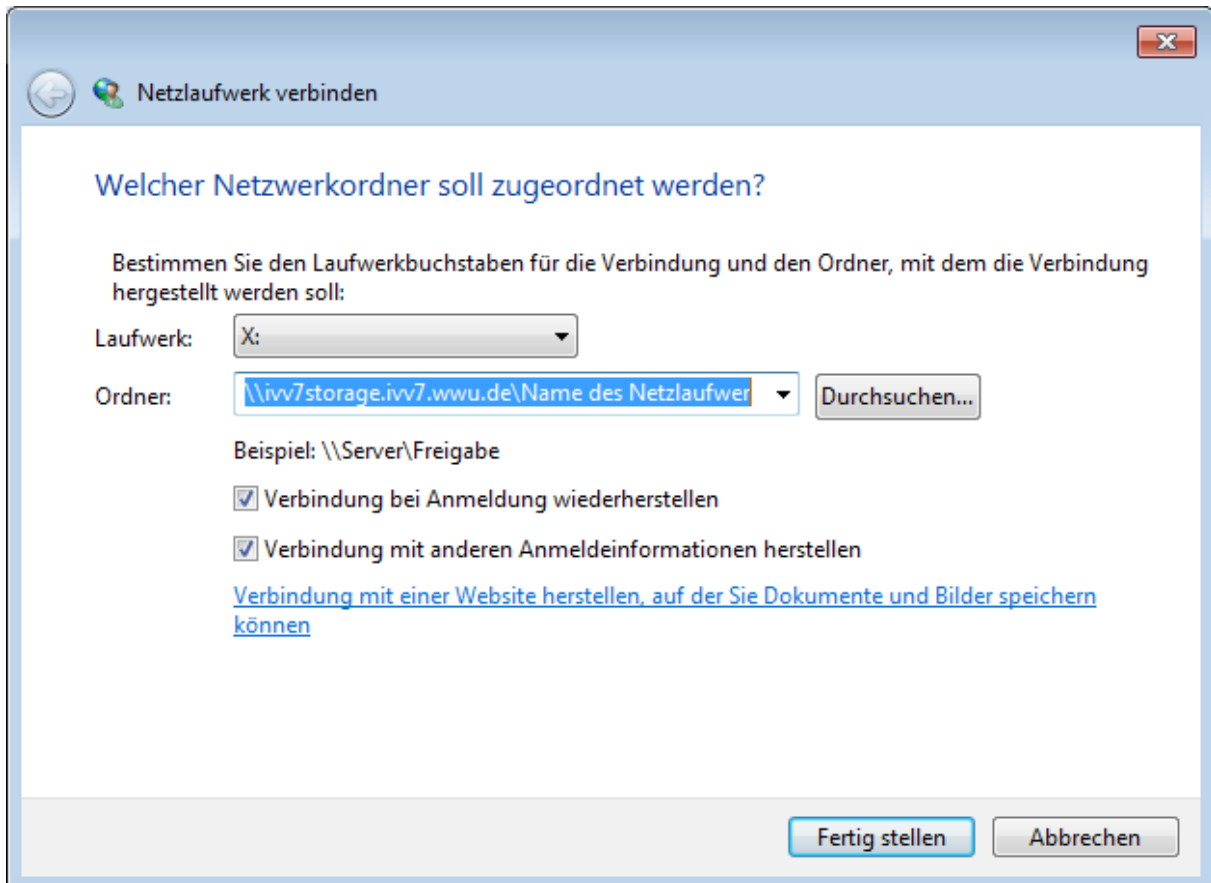 Netzlaufwerk verbinden
Welcher Netzwerkordner soll zugeordnet werden?
Bestimmen Sie den Laufwerkbuchstaben für die Verbindung und den Ordner, mit dem die Verbindung
hergestellt werden soll:
Laufwerk: X:
Ordner: \\ivv7storage.ivv7.wwu.de\Name des Netzlaufwer Durchsuchen...
Beispiel: \\Server\Freigabe
Verbindung bei Anmeldung wiederherstellen
Verbindung mit anderen Anmeldeinformationen herstellen
Verbindung mit einer Website herstellen, auf der Sie Dokumente und Bilder speichern
können
Fertig stellen Abbrechen